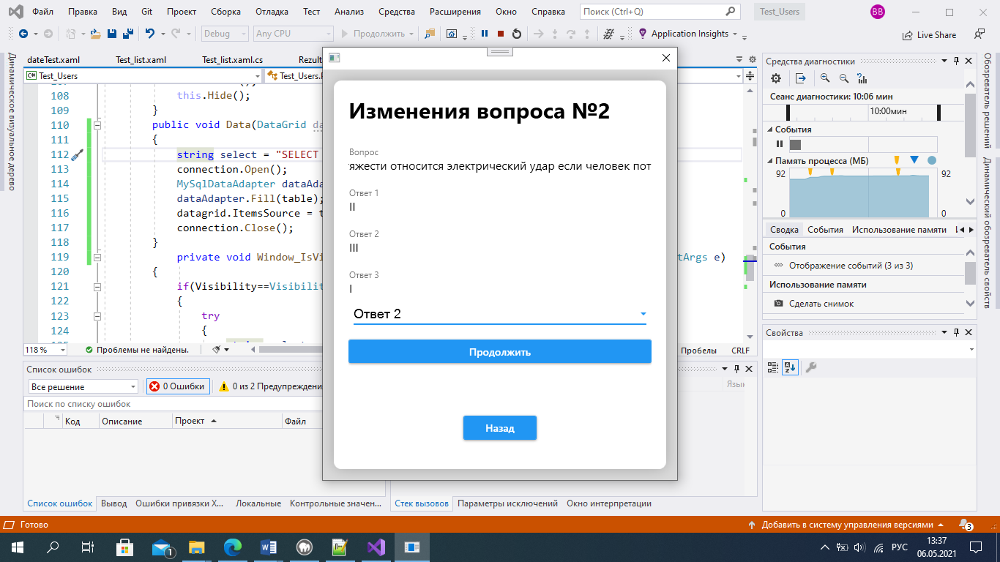 Файл Правка Вид Git Проект Сборка Отладка Тест Анализ Средства Расширения Окно Справка Поиск (Ctrl+Q) Test_Users BB
Debug Any CPU Продолжить Application Insights Live Share
dateTest.xaml Test_list.xaml Test_list.xaml.cs Rezult
Test_Users Test_Users.
108 this.Hide();
109 }
110 public void Data(DataGrid da
111 {
112 string select = "SELECT
113 connection.Open();
114 MySqlDataAdapter dataAda
115 dataAdapter.Fill(table);
116 datagrid.ItemsSource = t
117 connection.Close();
118 }
119 private void Window_IsVi tArgs e)
120 {
121 if(Visibility==Visibilit
122 {
123 try
124 {
118 % Проблемы не найдены. Пробелы CRLF
Динамическое визуальное дерево
Изменения вопроса №2
Вопрос
яжести относится электрический удар если человек пот
Ответ 1
II
Ответ 2
III
Ответ 3
I
Ответ 2
Продолжить
Назад
Средства диагностики
Сеанс диагностики: 10:06 мин
10:00мин
События
Память процесса (МБ)
92 92
0 0
Сводка События Использование памяти
События
Отображение событий (3 из 3)
Использование памяти
Сделать снимок
Свойства
Обозреватель решений
Динамический обозреватель свойств
Список ошибок
Все решение 0 Ошибки 0 из 2 Предупреждени
Поиск по списку ошибок
Код Описание Проект Файл
Язык
Список ошибок Вывод Ошибки привязки X... Локальные Контрольные значен... Стек вызовов Параметры исключений Окно интерпретации
Готово Добавить в систему управления версиями 3
1 РУС 13:37
06.05.2021